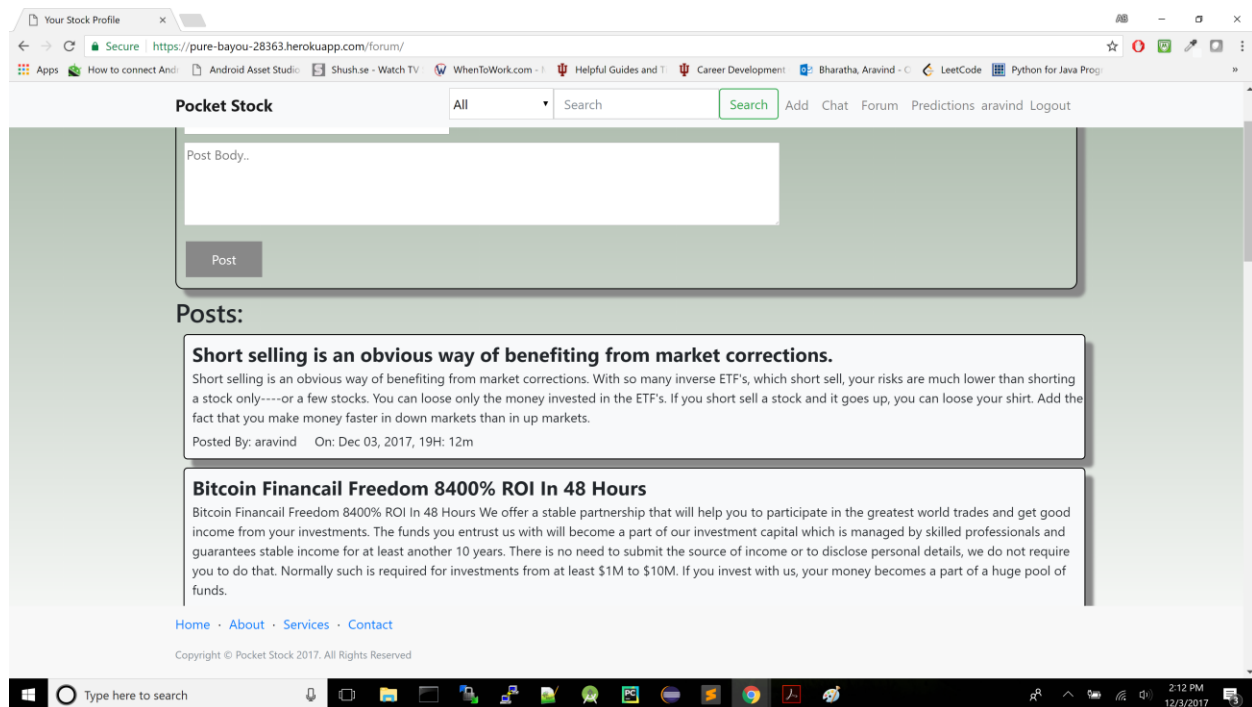 Your Stock Profile
Secure https://pure-bayou-28363.herokuapp.com/forum/
Apps How to connect Andr Android Asset Studio Shush.se - Watch TV WhenToWork.com - Helpful Guides and T Career Development Bharatha, Aravind - C LeetCode Python for Java Prog
Pocket Stock All Search Search Add Chat Forum Predictions aravind Logout
Post Body..
Post
Posts:
Short selling is an obvious way of benefiting from market corrections.
Short selling is an obvious way of benefiting from market corrections. With so many inverse ETF's, which short sell, your risks are much lower than shorting
a stock only----or a few stocks. You can loose only the money invested in the ETF's. If you short sell a stock and it goes up, you can loose your shirt. Add the
fact that you make money faster in down markets than in up markets.
Posted By: aravind On: Dec 03, 2017, 19H: 12m
Bitcoin Financail Freedom 8400% ROI In 48 Hours
Bitcoin Financail Freedom 8400% ROI In 48 Hours We offer a stable partnership that will help you to participate in the greatest world trades and get good
income from your investments. The funds you entrust us with will become a part of our investment capital which is managed by skilled professionals and
guarantees stable income for at least another 10 years. There is no need to submit the source of income or to disclose personal details, we do not require
you to do that. Normally such is required for investments from at least $1M to $10M. If you invest with us, your money becomes a part of a huge pool of
funds.
Home · About · Services · Contact
Copyright © Pocket Stock 2017. All Rights Reserved
Type here to search
2:12 PM
12/3/2017